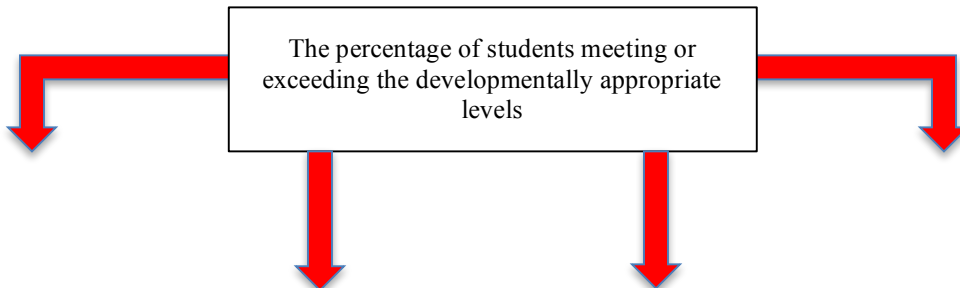 The percentage of students meeting or
exceeding the developmentally appropriate
levels